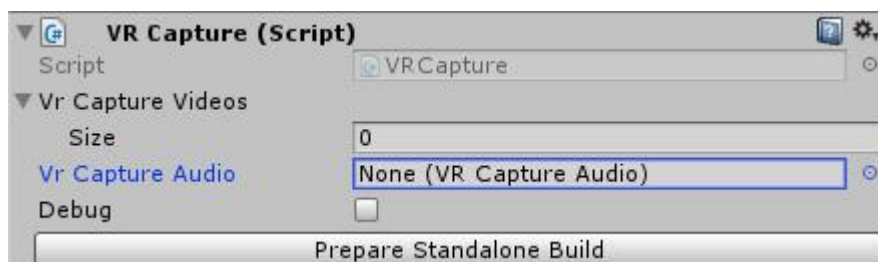 VR Capture (Script)
Script VRCapture
Vr Capture Videos
Size 0
Vr Capture Audio None (VR Capture Audio)
Debug
Prepare Standalone Build